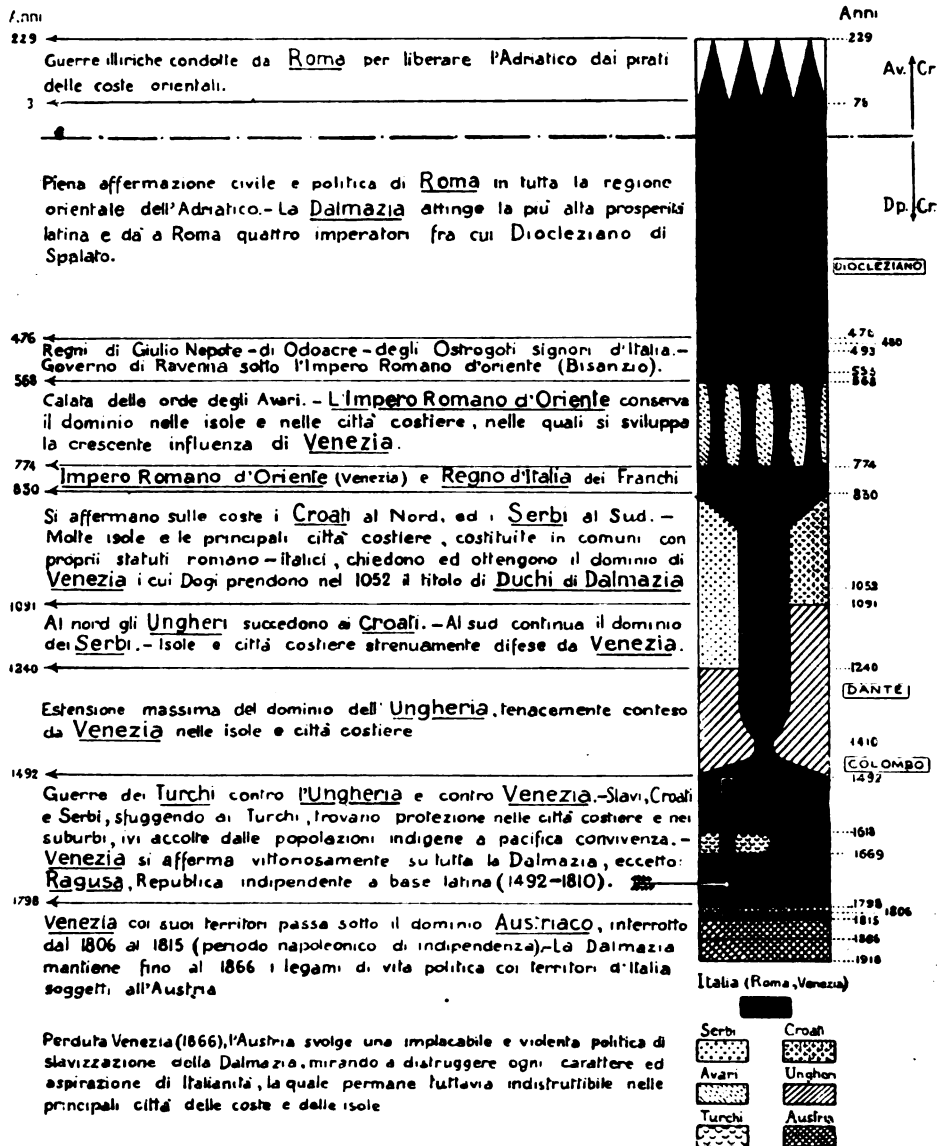 Anni
229
Guerre illiriche condotte da Roma per liberare l'Adriatico dai pirati
delle coste orientali.
3
Piena affermazione civile e politica di Roma in tutta la regione
orientale dell'Adriatico.- La Dalmazia attinge la più alta prosperità
latina e dà a Roma quattro imperatori fra cui Diocleziano di
Spalato.
476
Regni di Giulio Nepote-di Odoacre-degli Ostrogoti signori d'Italia.-
Governo di Ravenna sotto l'Impero Romano d'oriente (Bisanzio).
568
Calata delle orde degli Avari. - L'Impero Romano d'Oriente conserva
il dominio nelle isole e nelle città costiere, nelle quali si sviluppa
la crescente influenza di Venezia.
774
Impero Romano d'Oriente (Venezia) e Regno d'Italia dei Franchi
830
Si affermano sulle coste i Croati al Nord, ed i Serbi al Sud. -
Molte isole e le principali città costiere, costituite in comuni con
proprii statuti romano-italici, chiedono ed ottengono il dominio di
Venezia i cui Dogi prendono nel 1052 il titolo di Duchi di Dalmazia
1091
Al nord gli Ungheri succedono ai Croati. - Al sud continua il dominio
dei Serbi. - Isole e città costiere strenuamente difese da Venezia.
1240
Estensione massima del dominio dell'Ungheria, tenacemente conteso
da Venezia nelle isole e città costiere
1492
Guerre dei Turchi contro l'Ungheria e contro Venezia.-Slavi, Croati
e Serbi, sfuggendo ai Turchi, trovano protezione nelle città costiere e nei
suburbi, ivi accolte dalle popolazioni indigene a pacifica convivenza. -
Venezia si afferma vittoriosamente su tutta la Dalmazia, eccetto:
Ragusa, Republica indipendente a base latina (1492-1810).
1798
Venezia coi suoi territori passa sotto il dominio Austriaco, interrotto
dal 1806 al 1815 (periodo napoleonico di indipendenza).-La Dalmazia
mantiene fino al 1866 i legami di vita politica coi territori d'Italia
soggetti all'Austria
Perduta Venezia (1866), l'Austria svolge una implacabile e violenta politica di
slavizzazione della Dalmazia, mirando a distruggere ogni carattere ed
aspirazione di Italianità, la quale permane tuttavia indistruttibile nelle
principali città delle coste e delle isole
Anni
229
Av. Cr
Dp. Cr.
DIOCLEZIANO
480
493
568
774
830
1091
1240
DANTE
1410
COLOMBO
1492
1618
1669
1798
1806
1815
1866
1918
Italia (Roma, Venezia)
Serbi Croati
Avari Ungheri
Turchi Austria